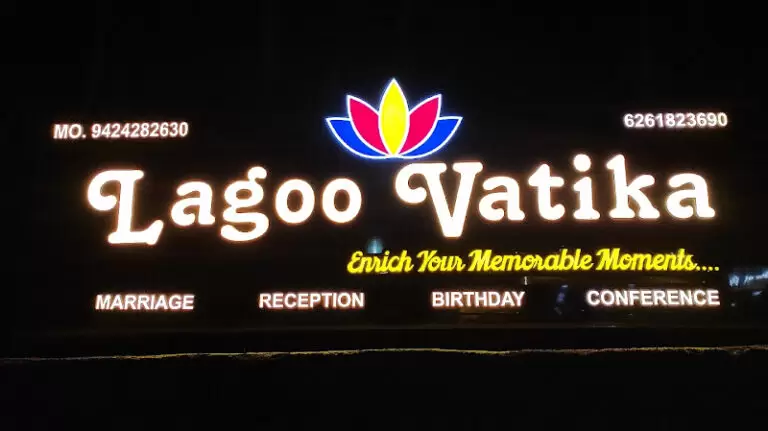 MO. 9424282630
6261823690
Lagoo Vatika
Enrich Your Memorable Moments....
MARRIAGE RECEPTION BIRTHDAY CONFERENCE